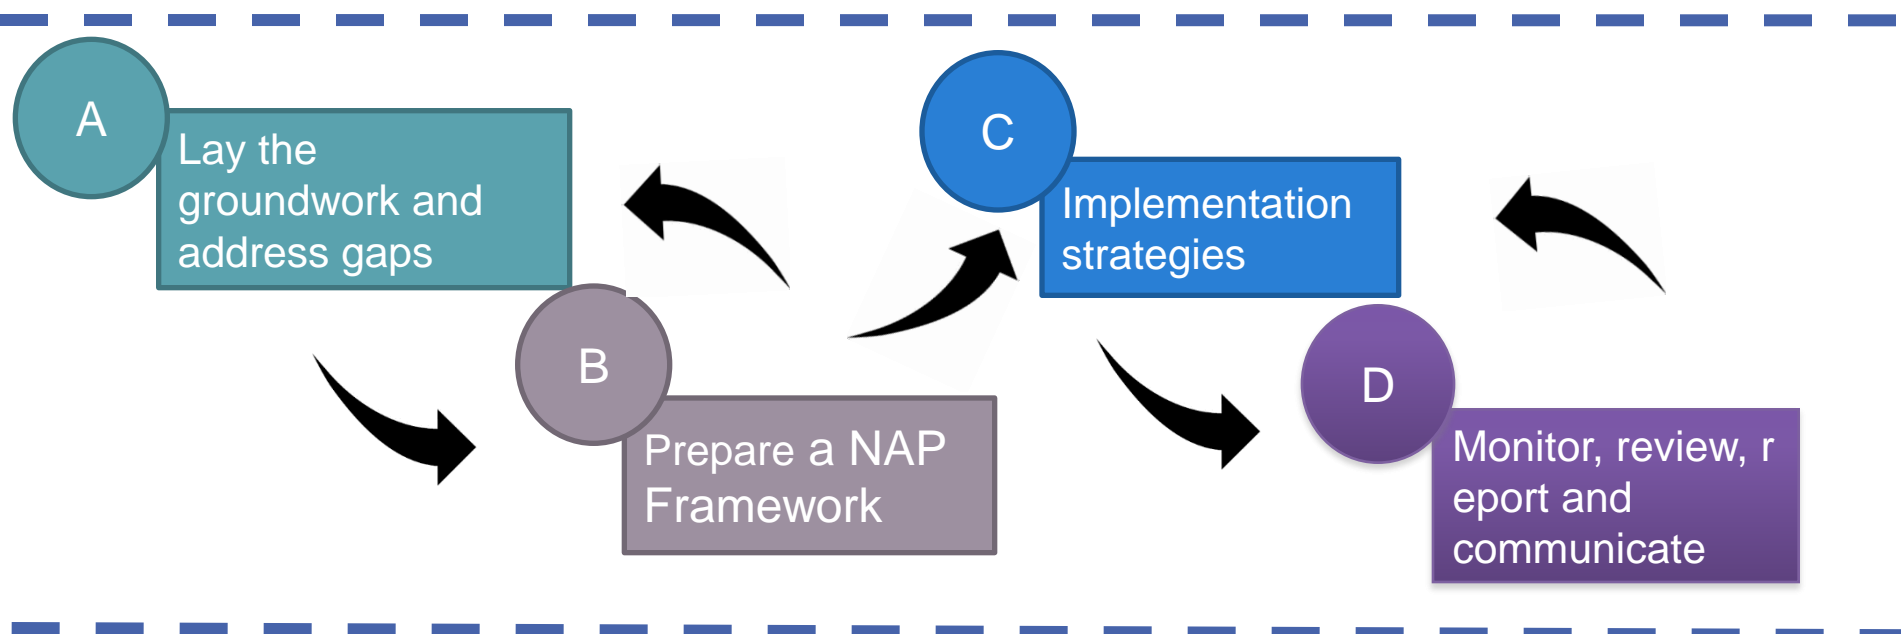 A
Lay the
groundwork and
address gaps
B
Prepare a NAP
Framework
C
Implementation
strategies
D
Monitor, review, r
eport and
communicate